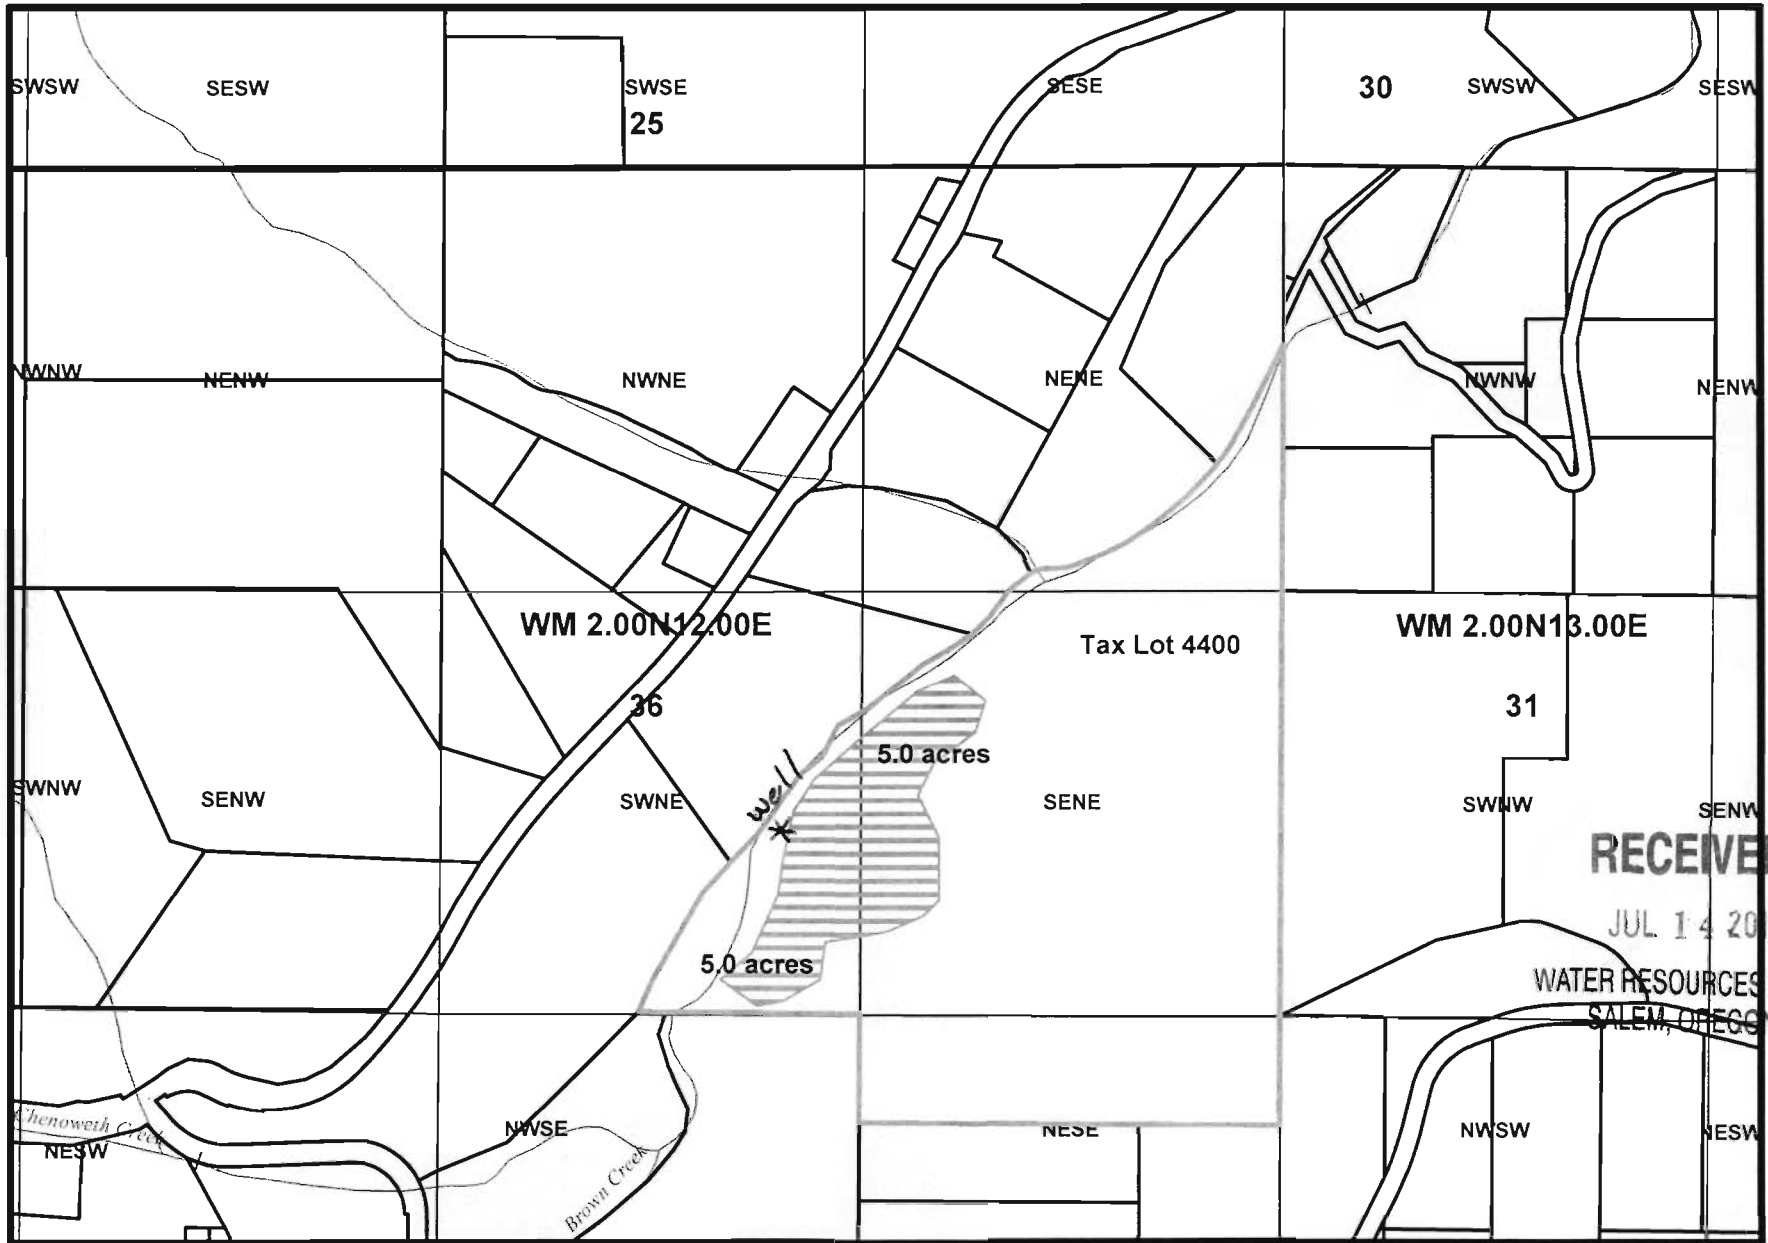 SWSW SESW SWSE SESE 30 SWSW SESW
25
NWNW NENW NWNE NENE NWNW NENW
WM 2.00N12.00E Tax Lot 4400 WM 2.00N13.00E
36 31
5.0 acres
well
SWNW SENW SWNE SENE SWNW SENW
*
RECEIVE
JUL 14 20
5.0 acres
WATER RESOURCES
SALEM, OREGO
Chenoweth Creek
NWSE NESE NWSW NESW
NESW
Brown Creek